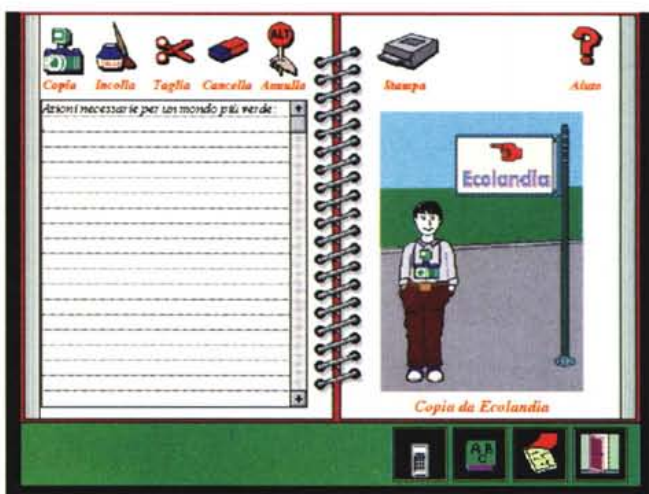 ALT
Copia Incolla Taglia Cancella Annulla
Stampa
Aiuto
Azioni necessarie per un mondo più verde:
Ecolandia
Copia da Ecolandia
A B
C